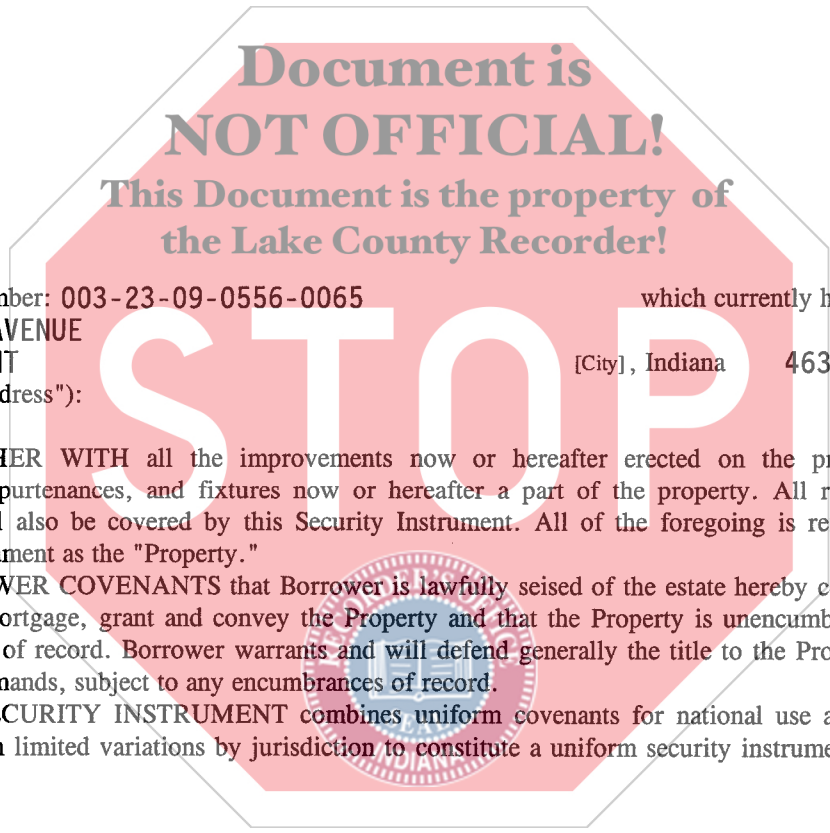 Document is
NOT OFFICIAL!
This Document is the property of
the Lake County Recorder!
nber: 003-23-09-0556-0065 which currently h
AVENUE
NT [City], Indiana 463
dress"):
STOP
HER WITH all the improvements now or hereafter erected on the pr
purtenances, and fixtures now or hereafter a part of the property. All r
l also be covered by this Security Instrument. All of the foregoing is re
ment as the "Property."
WER COVENANTS that Borrower is lawfully seised of the estate hereby c
ortgage, grant and convey the Property and that the Property is unencumb
of record. Borrower warrants and will defend generally the title to the Pro
mands, subject to any encumbrances of record.
CURITY INSTRUMENT combines uniform covenants for national use a
limited variations by jurisdiction to constitute a uniform security instrume
RECORDER'S OFFICE
SEAL
INDIANA